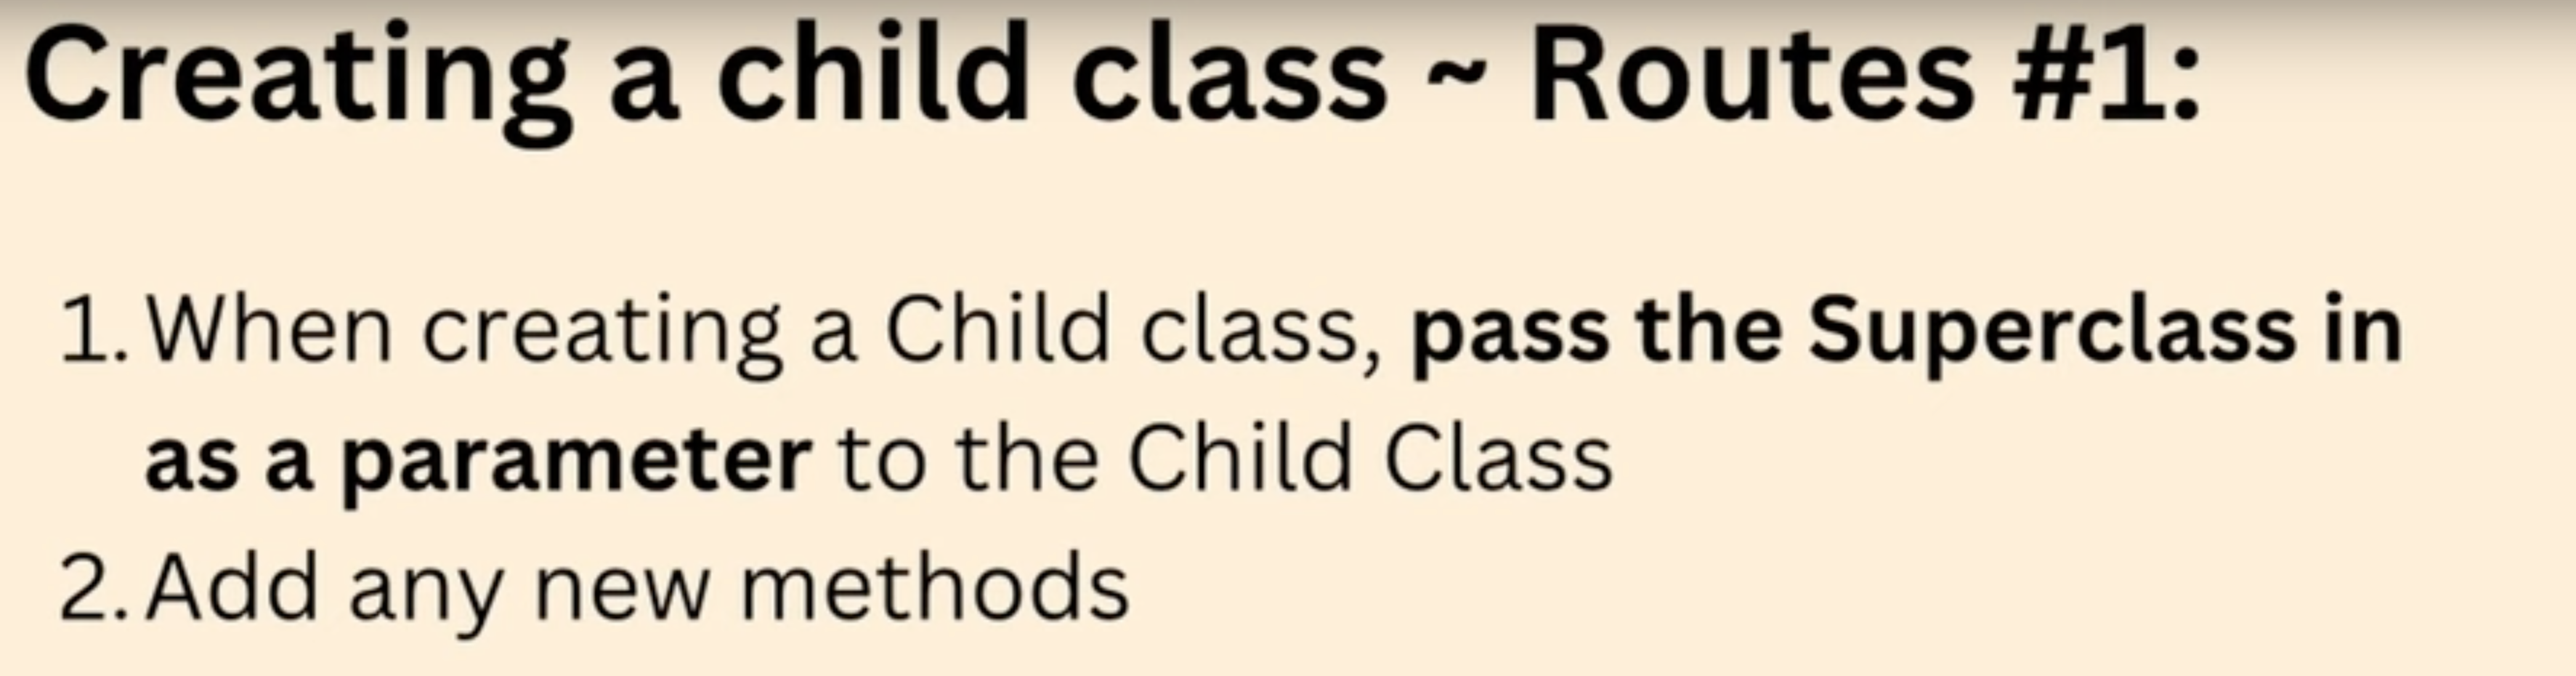 Creating a child class ~ Routes #1:
1. When creating a Child class, pass the Superclass in
as a parameter to the Child Class
2. Add any new methods